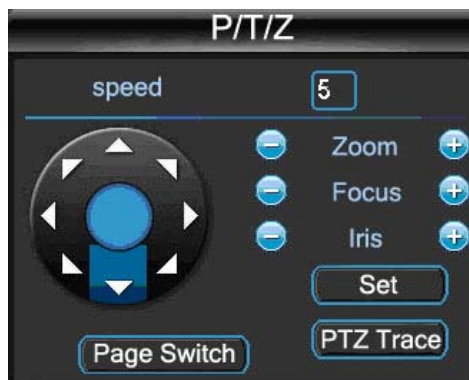 P/T/Z
speed 5
Zoom
Focus
Iris
Set
Page Switch
PTZ Trace